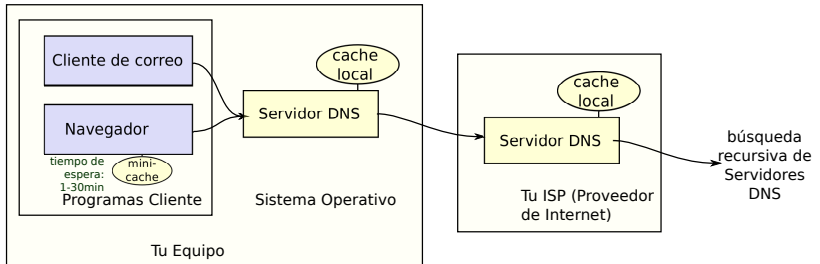 Cliente de correo
Navegador
tiempo de
espera:
1-30min
mini-
cache
Programas Cliente
cache
local
Servidor DNS
Sistema Operativo
Tu Equipo
cache
local
Servidor DNS
Tu ISP (Proveedor
de Internet)
búsqueda
recursiva de
Servidores
DNS